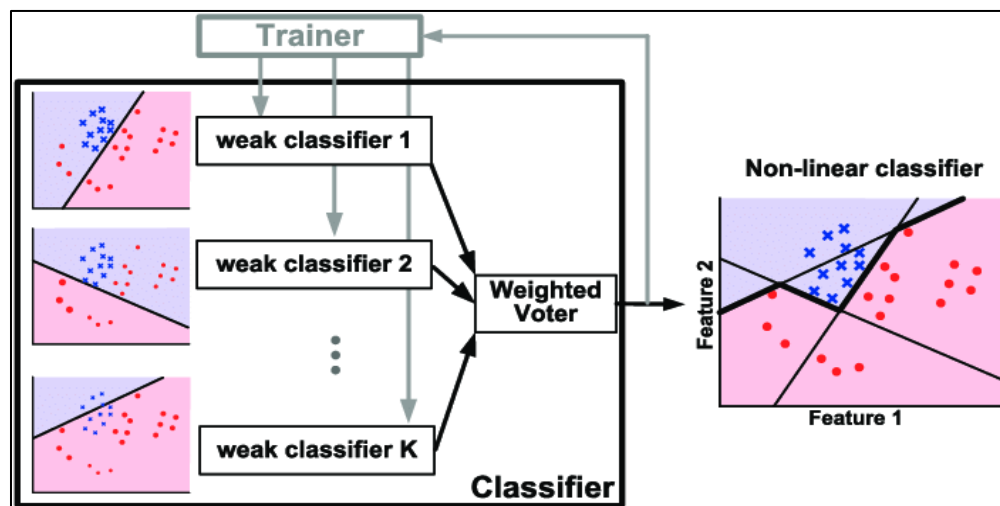 Trainer
weak classifier 1
weak classifier 2
weak classifier K
Weighted
Voter
Classifier
Non-linear classifier
Feature 2
Feature 1